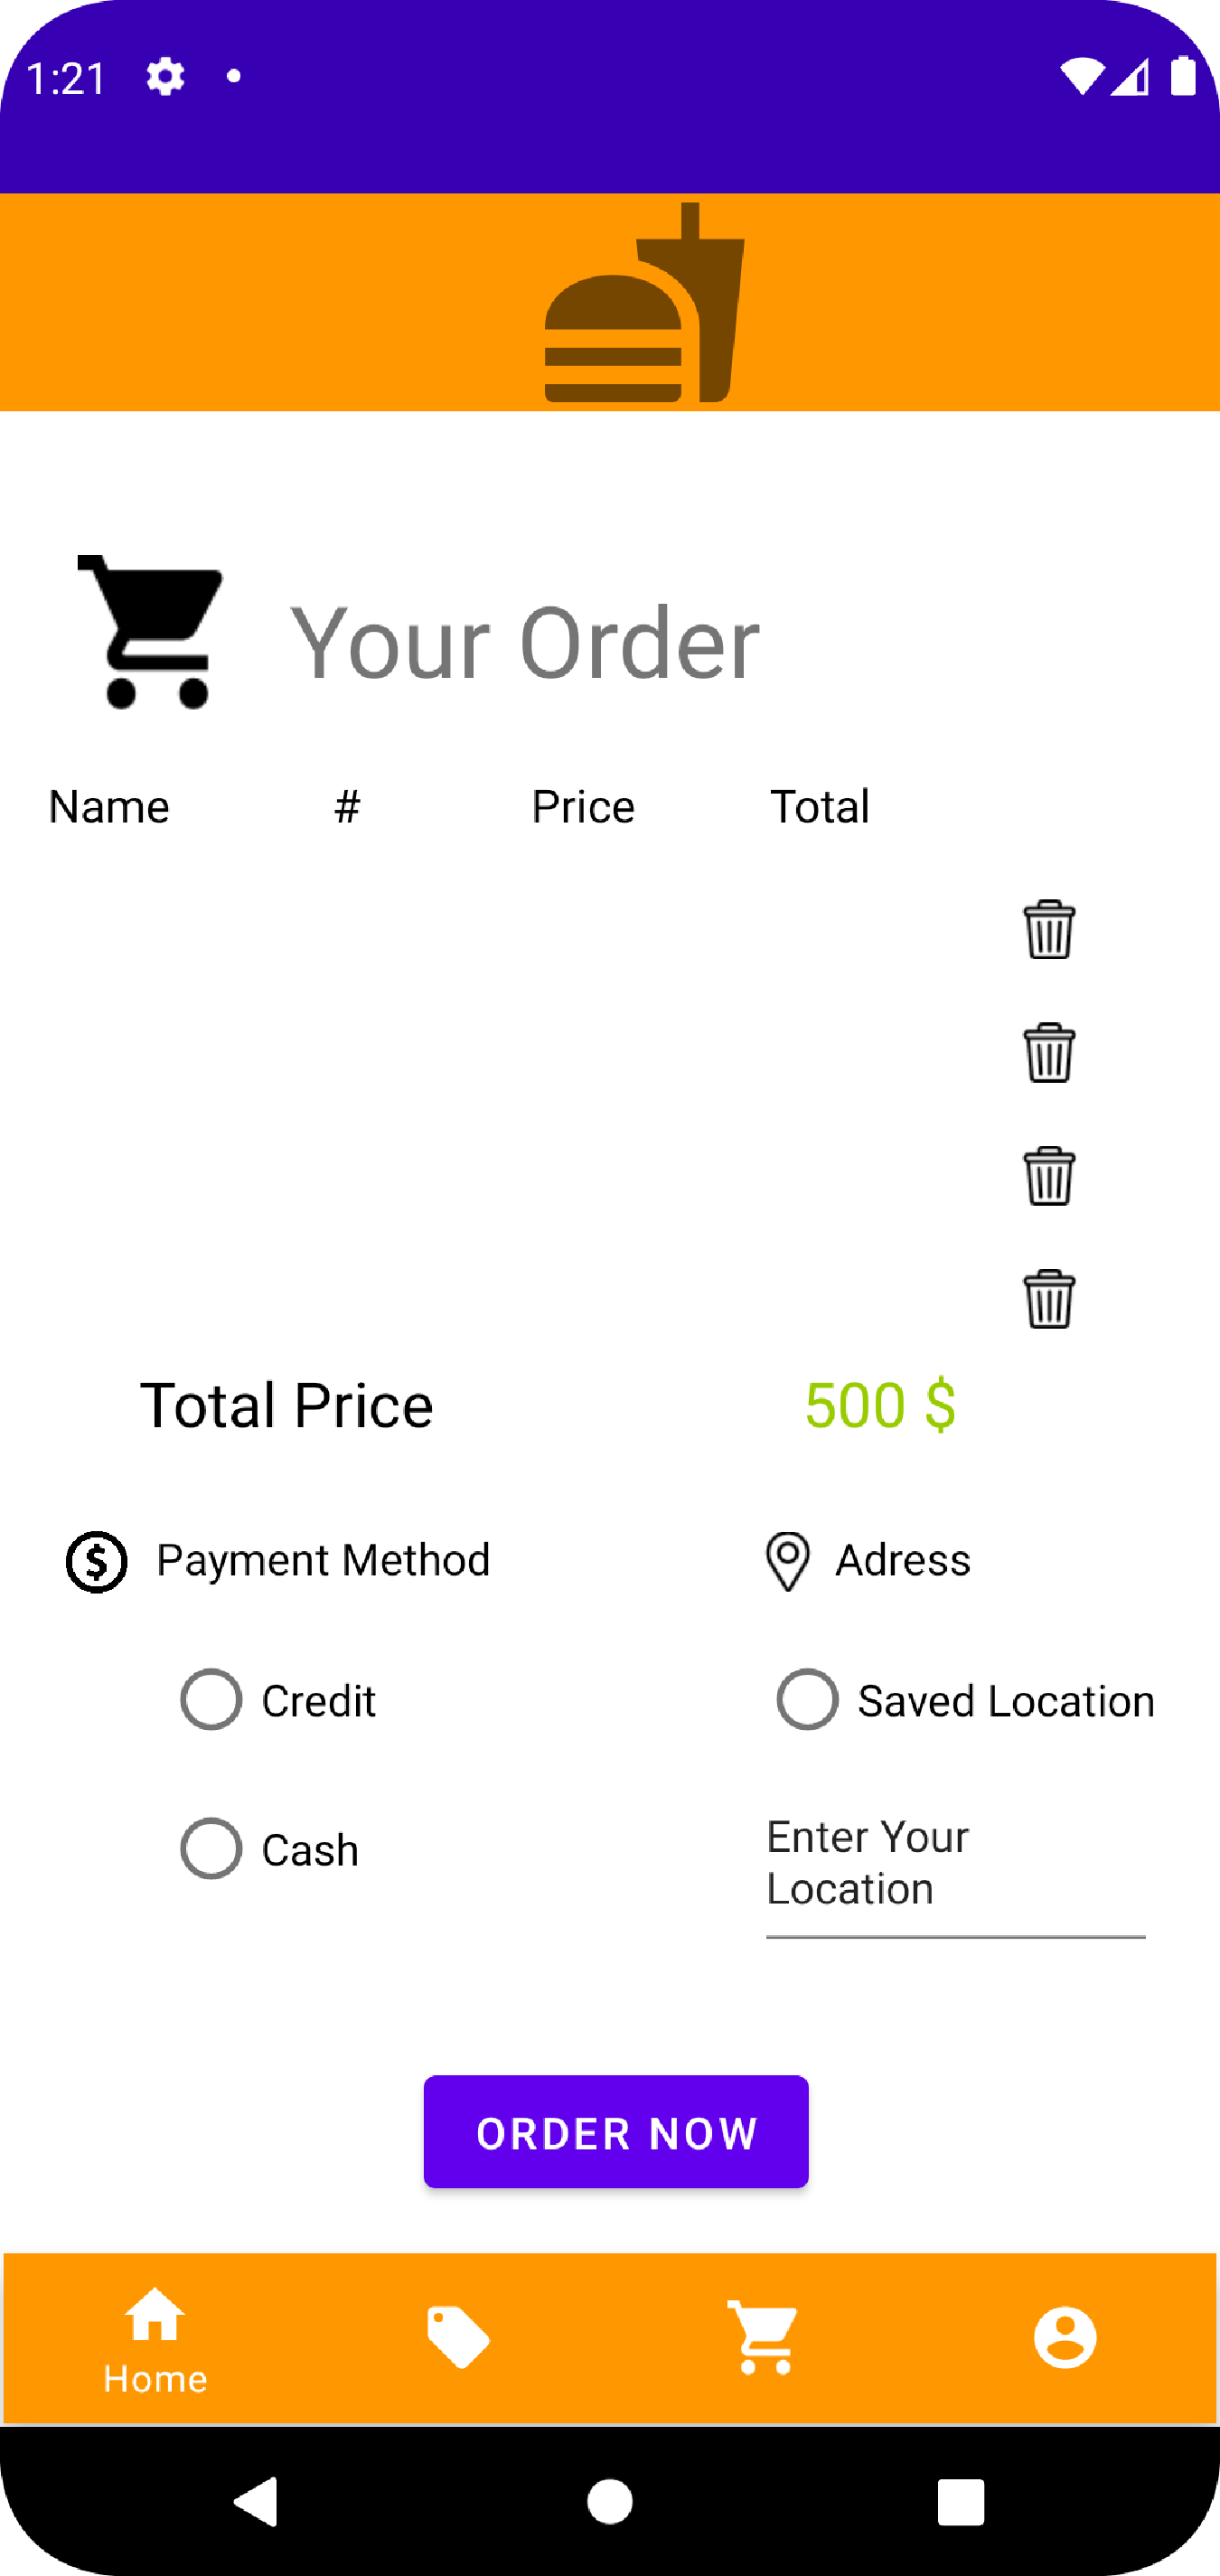 1:21
Your Order
Name # Price Total
Total Price 500 $
Payment Method Adress
Credit Saved Location
Cash Enter Your
Location
ORDER NOW
Home